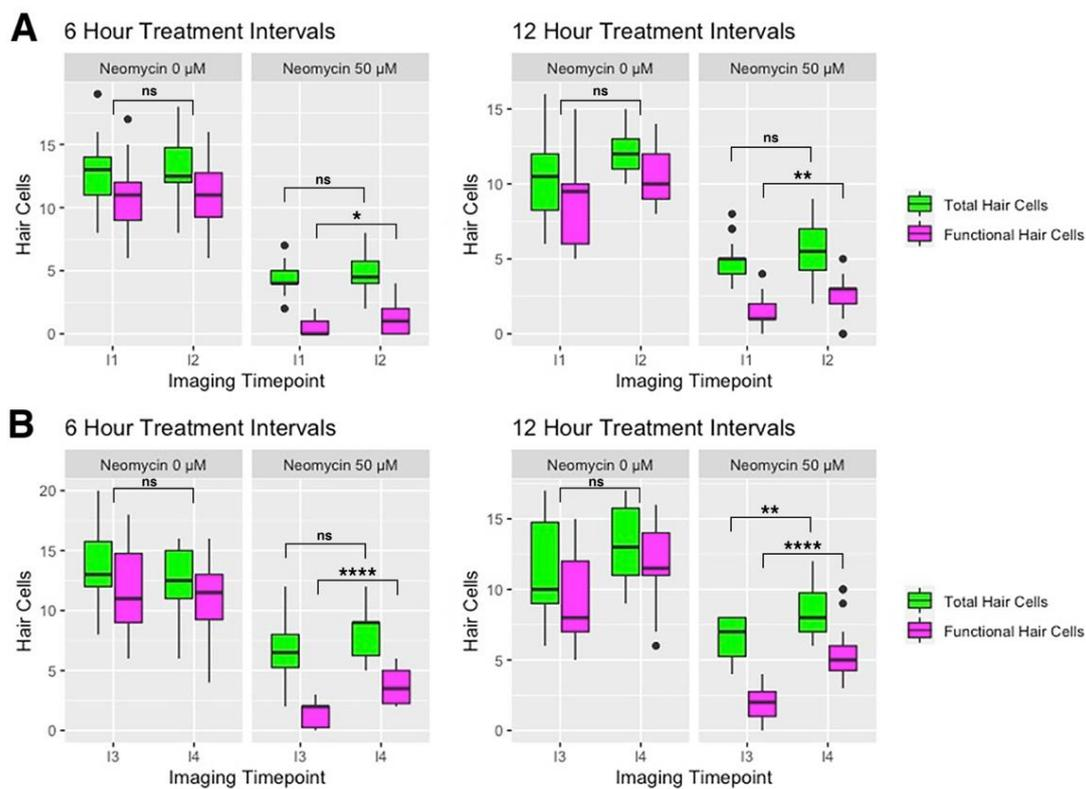 A
6 Hour Treatment Intervals
12 Hour Treatment Intervals
Neomycin 0 µM
Neomycin 50 µM
Neomycin 0 µM
Neomycin 50 µM
ns
ns
*
ns
ns
**
Hair Cells
15
10
5
0
Hair Cells
15
10
5
0
I1
I2
I1
I2
I1
I2
I1
I2
Imaging Timepoint
Imaging Timepoint
Total Hair Cells
Functional Hair Cells
B
6 Hour Treatment Intervals
12 Hour Treatment Intervals
Neomycin 0 µM
Neomycin 50 µM
Neomycin 0 µM
Neomycin 50 µM
ns
ns
****
ns
**
****
Hair Cells
20
15
10
5
0
Hair Cells
15
10
5
0
I3
I4
I3
I4
I3
I4
I3
I4
Imaging Timepoint
Imaging Timepoint
Total Hair Cells
Functional Hair Cells